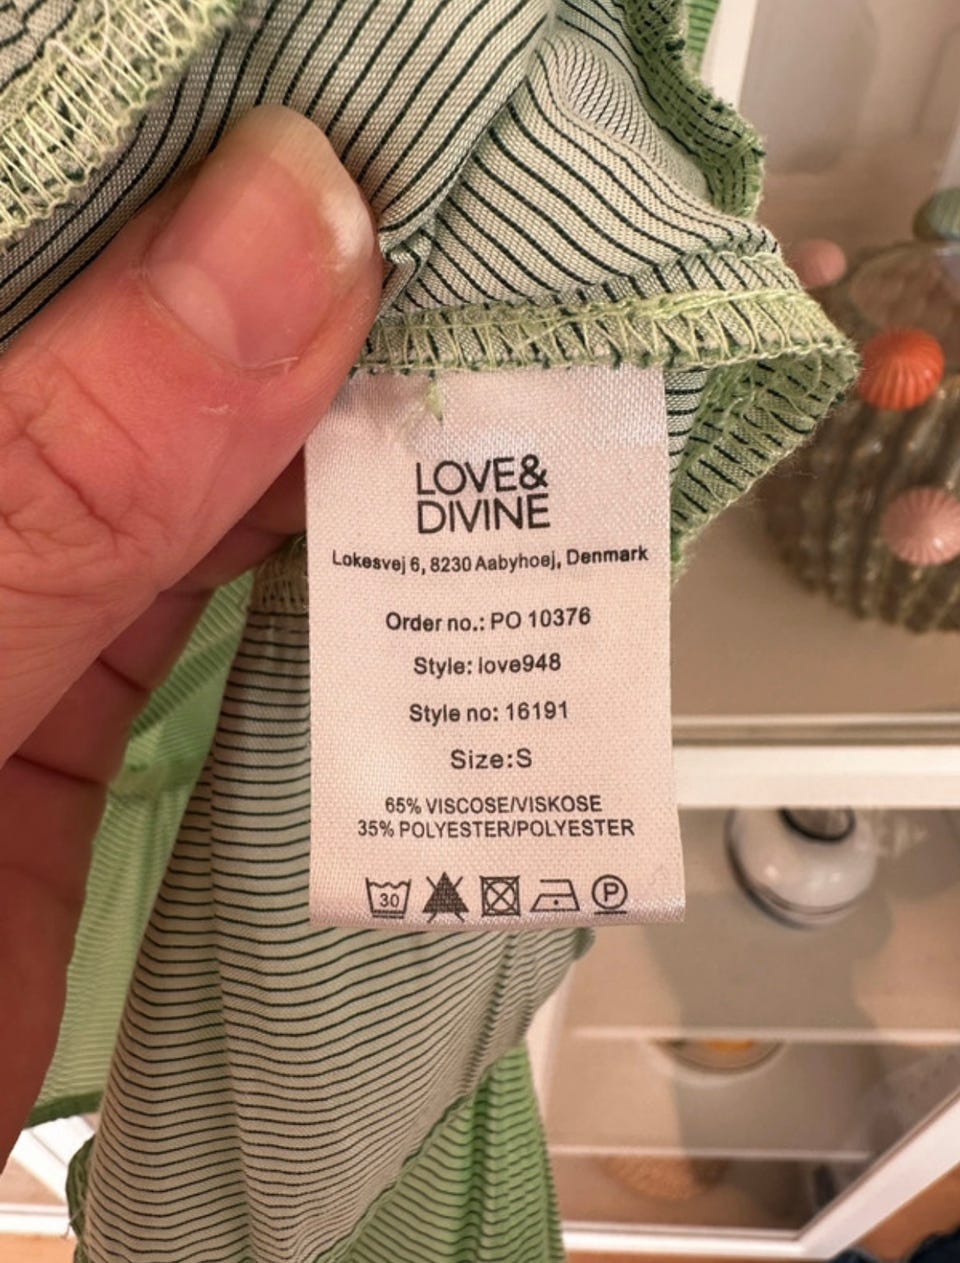 LOVE&
DIVINE
Lokesvej 6, 8230 Aabyhoej, Denmark
Order no.: PO 10376
Style: love948
Style no: 16191
Size:S
65% VISCOSE/VISKOSE
35% POLYESTER/POLYESTER
30 P